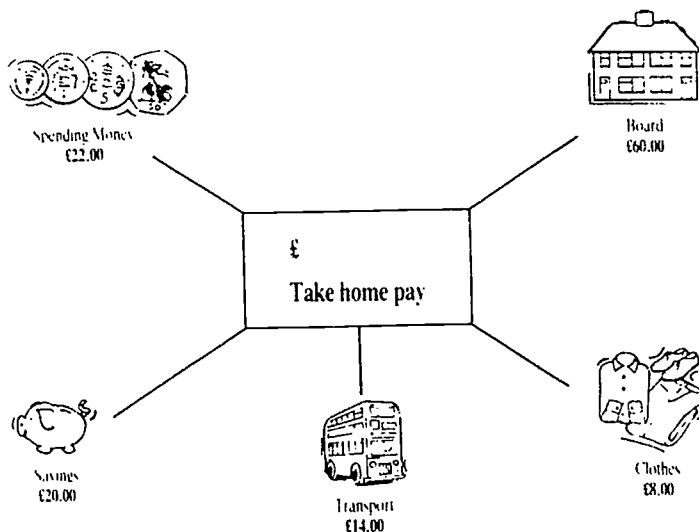 Spending Money
£22.00
Board
£60.00
£
Take home pay
Savings
£20.00
Transport
£14.00
Clothes
£8.00